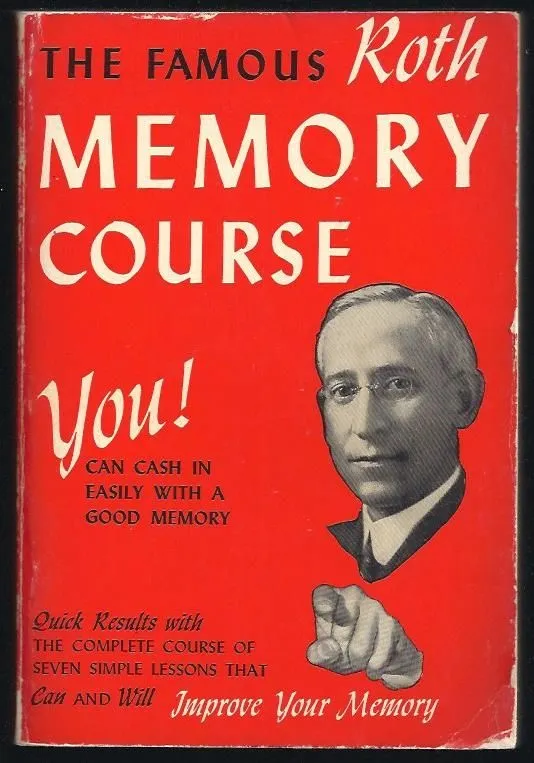 THE FAMOUS Roth
MEMORY
COURSE
You!
CAN CASH IN
EASILY WITH A
GOOD MEMORY
Quick Results with
THE COMPLETE COURSE OF
SEVEN SIMPLE LESSONS THAT
Can AND Will Improve Your Memory